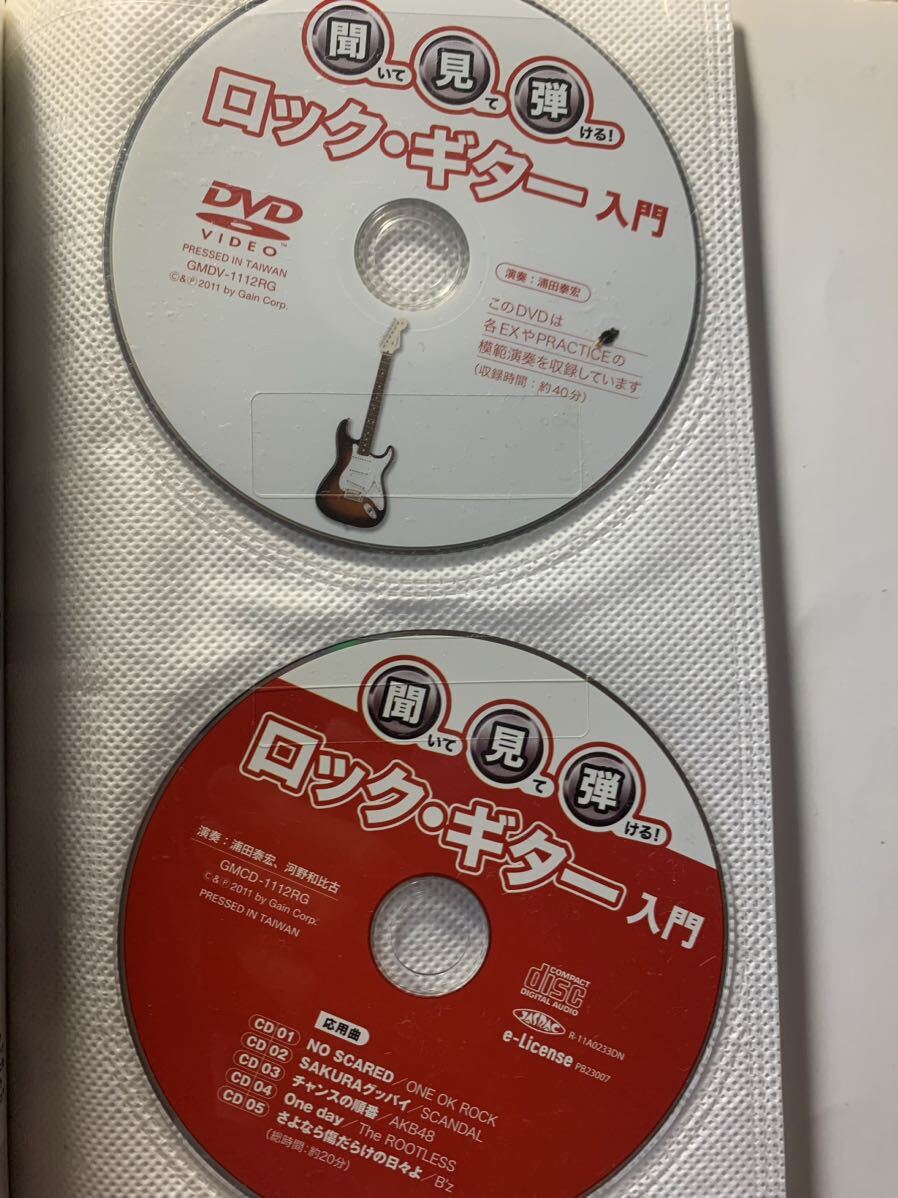 聞いて見て弾ける!
ロック・ギター 入門
DVD
VIDEO™
PRESSED IN TAIWAN
GMDV-1112RG
©&℗2011 by Gain Corp.
演奏:浦田泰宏
このDVDは
各EXやPRACTICEの
模範演奏を収録しています
(収録時間:約40分)
聞いて見て弾ける!
ロック・ギター 入門
演奏:浦田泰宏、河野和比古
GMCD-1112RG
©&℗2011 by Gain Corp.
PRESSED IN TAIWAN
COMPACT
disc
DIGITAL AUDIO
JASRAC
R-11A0233DN
e-License
PB23007
応用曲
CD 01 NO SCARED/ONE OK ROCK
CD 02 SAKURAグッバイ/SCANDAL
CD 03 チャンスの順番/AKB48
CD 04 One day/The ROOTLESS
CD 05 さよなら傷だらけの日々よ/B'z
(総時間:約20分)